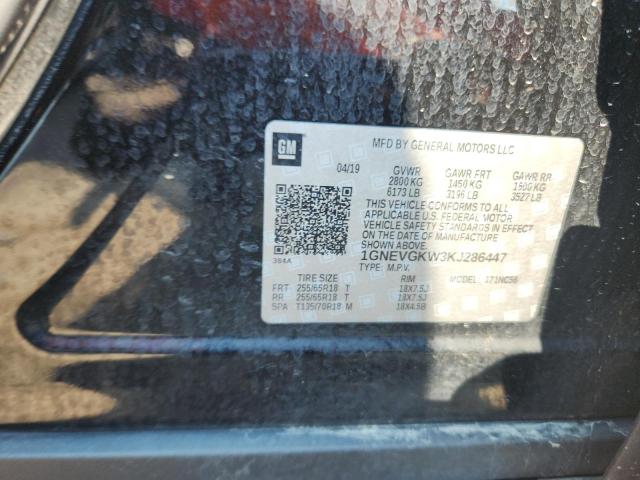 GM
MFD BY GENERAL MOTORS LLC
04/19 GVWR GAWR FRT GAWR RR
2800 KG 1450 KG 1600 KG
6173 LB 3196 LB 3527 LB
THIS VEHICLE CONFORMS TO ALL
APPLICABLE U.S. FEDERAL MOTOR
VEHICLE SAFETY STANDARDS IN EFFECT
ON THE DATE OF MANUFACTURE
SHOWN ABOVE.
384A 1GNEVGKW3KJ286447
TYPE: M.P.V. MODEL: 1T1NC56
TIRE SIZE RIM
FRT 255/65R18 T 18X7.5J
RR 255/65R18 T 18X7.5J
SPA T135/70R18 M 18X4.5B